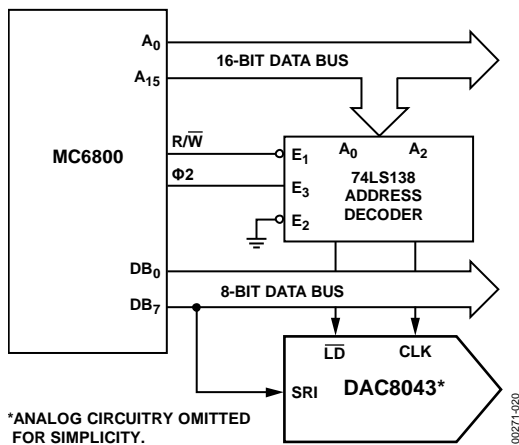 A0
16-BIT DATA BUS
A15
MC6800
R/W̅
Φ2
E1
A0 A2
E3
74LS138
ADDRESS
DECODER
E2
DB0
8-BIT DATA BUS
DB7
L̅D̅ CLK
SRI
DAC8043*
*ANALOG CIRCUITRY OMITTED
FOR SIMPLICITY.
00271-020